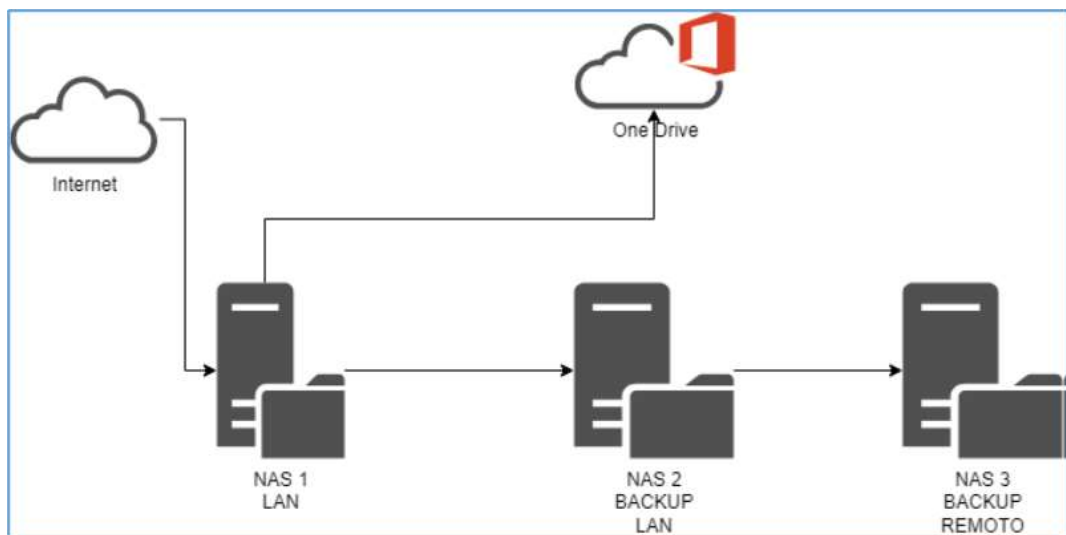 One Drive
Internet
NAS 1
LAN
NAS 2
BACKUP
LAN
NAS 3
BACKUP
REMOTO